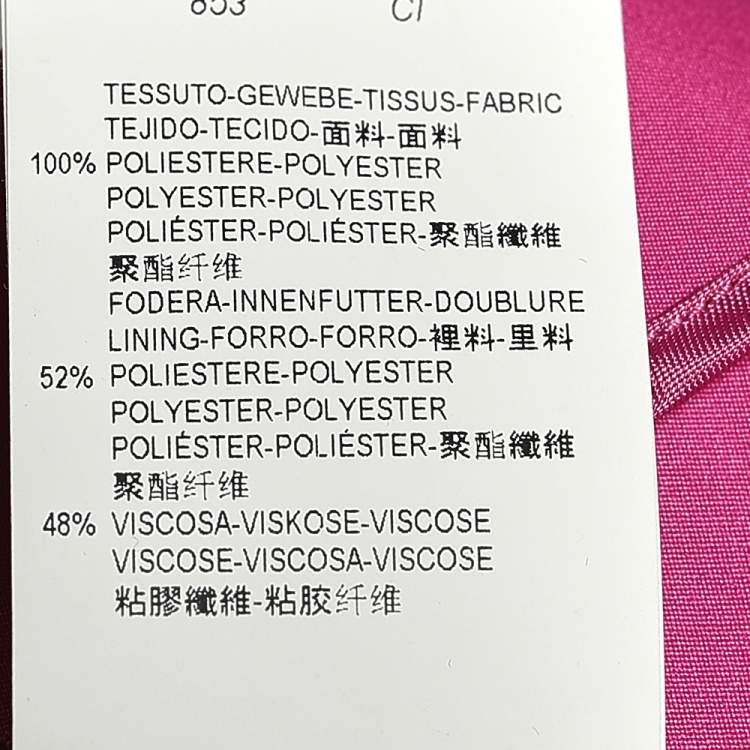 853 CI
TESSUTO-GEWEBE-TISSUS-FABRIC
TEJIDO-TECIDO-面料-面料
100% POLIESTERE-POLYESTER
POLYESTER-POLYESTER
POLIÉSTER-POLIÉSTER-聚酯纖維
聚酯纤维
FODERA-INNENFUTTER-DOUBLURE
LINING-FORRO-FORRO-裡料-里料
52% POLIESTERE-POLYESTER
POLYESTER-POLYESTER
POLIÉSTER-POLIÉSTER-聚酯纖維
聚酯纤维
48% VISCOSA-VISKOSE-VISCOSE
VISCOSE-VISCOSA-VISCOSE
粘膠纖維-粘胶纤维